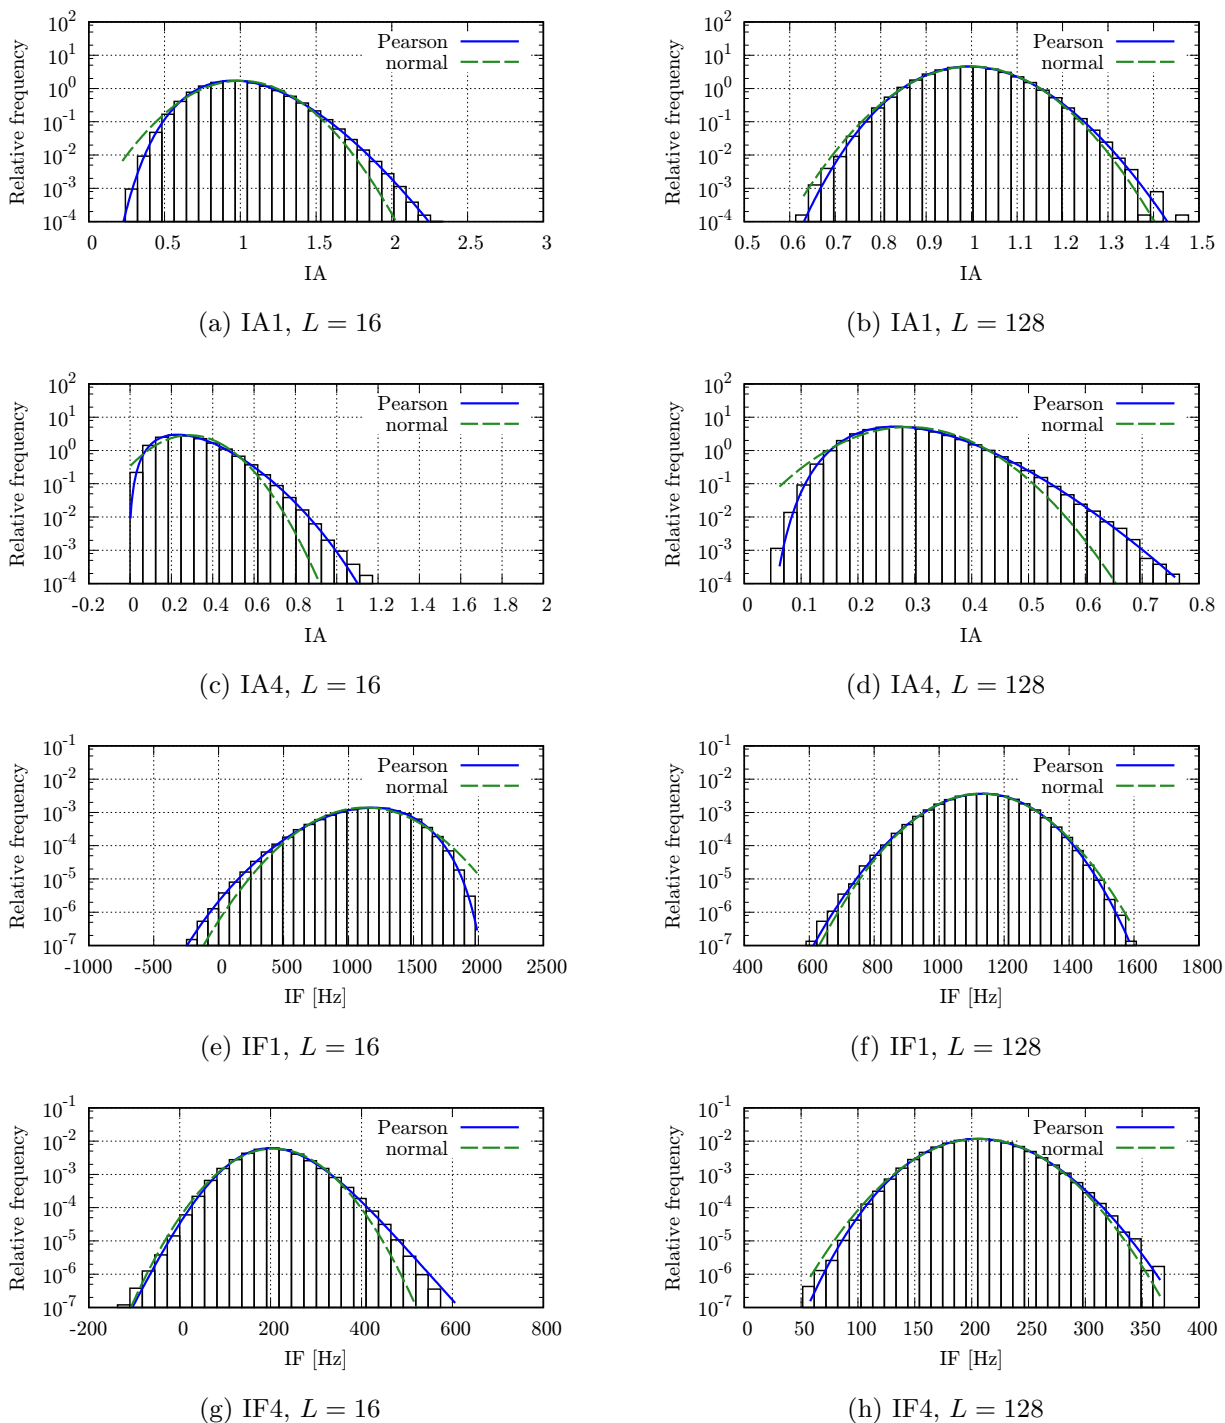 10^2
10^1
10^0
10^-1
10^-2
10^-3
10^-4
Relative frequency
Pearson
normal
0 0.5 1 1.5 2 2.5 3
IA
(a) IA1, L = 16
10^2
10^1
10^0
10^-1
10^-2
10^-3
10^-4
Relative frequency
Pearson
normal
0.5 0.6 0.7 0.8 0.9 1 1.1 1.2 1.3 1.4 1.5
IA
(b) IA1, L = 128
10^2
10^1
10^0
10^-1
10^-2
10^-3
10^-4
Relative frequency
Pearson
normal
-0.2 0 0.2 0.4 0.6 0.8 1 1.2 1.4 1.6 1.8 2
IA
(c) IA4, L = 16
10^2
10^1
10^0
10^-1
10^-2
10^-3
10^-4
Relative frequency
Pearson
normal
0 0.1 0.2 0.3 0.4 0.5 0.6 0.7 0.8
IA
(d) IA4, L = 128
10^-1
10^-2
10^-3
10^-4
10^-5
10^-6
10^-7
Relative frequency
Pearson
normal
-1000 -500 0 500 1000 1500 2000 2500
IF [Hz]
(e) IF1, L = 16
10^-1
10^-2
10^-3
10^-4
10^-5
10^-6
10^-7
Relative frequency
Pearson
normal
400 600 800 1000 1200 1400 1600 1800
IF [Hz]
(f) IF1, L = 128
10^-1
10^-2
10^-3
10^-4
10^-5
10^-6
10^-7
Relative frequency
Pearson
normal
-200 0 200 400 600 800
IF [Hz]
(g) IF4, L = 16
10^-1
10^-2
10^-3
10^-4
10^-5
10^-6
10^-7
Relative frequency
Pearson
normal
0 50 100 150 200 250 300 350 400
IF [Hz]
(h) IF4, L = 128